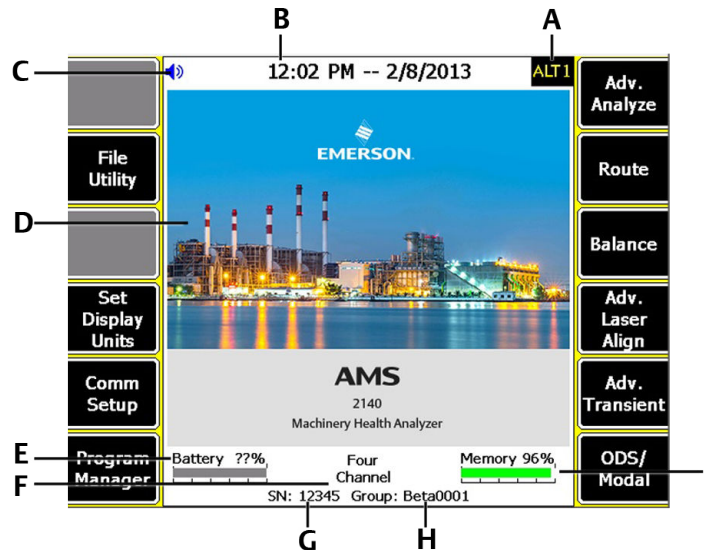 B
A
C
12:02 PM -- 2/8/2013
ALT1
Adv.
Analyze
EMERSON
File
Utility
Route
D
Balance
Set
Display
Units
Adv.
Laser
Align
AMS
2140
Machinery Health Analyzer
Comm
Setup
Adv.
Transient
E
Program
Manager
Battery ??%
Four
Channel
Memory 96%
ODS/
Modal
F
SN: 12345 Group: Beta0001
G
H